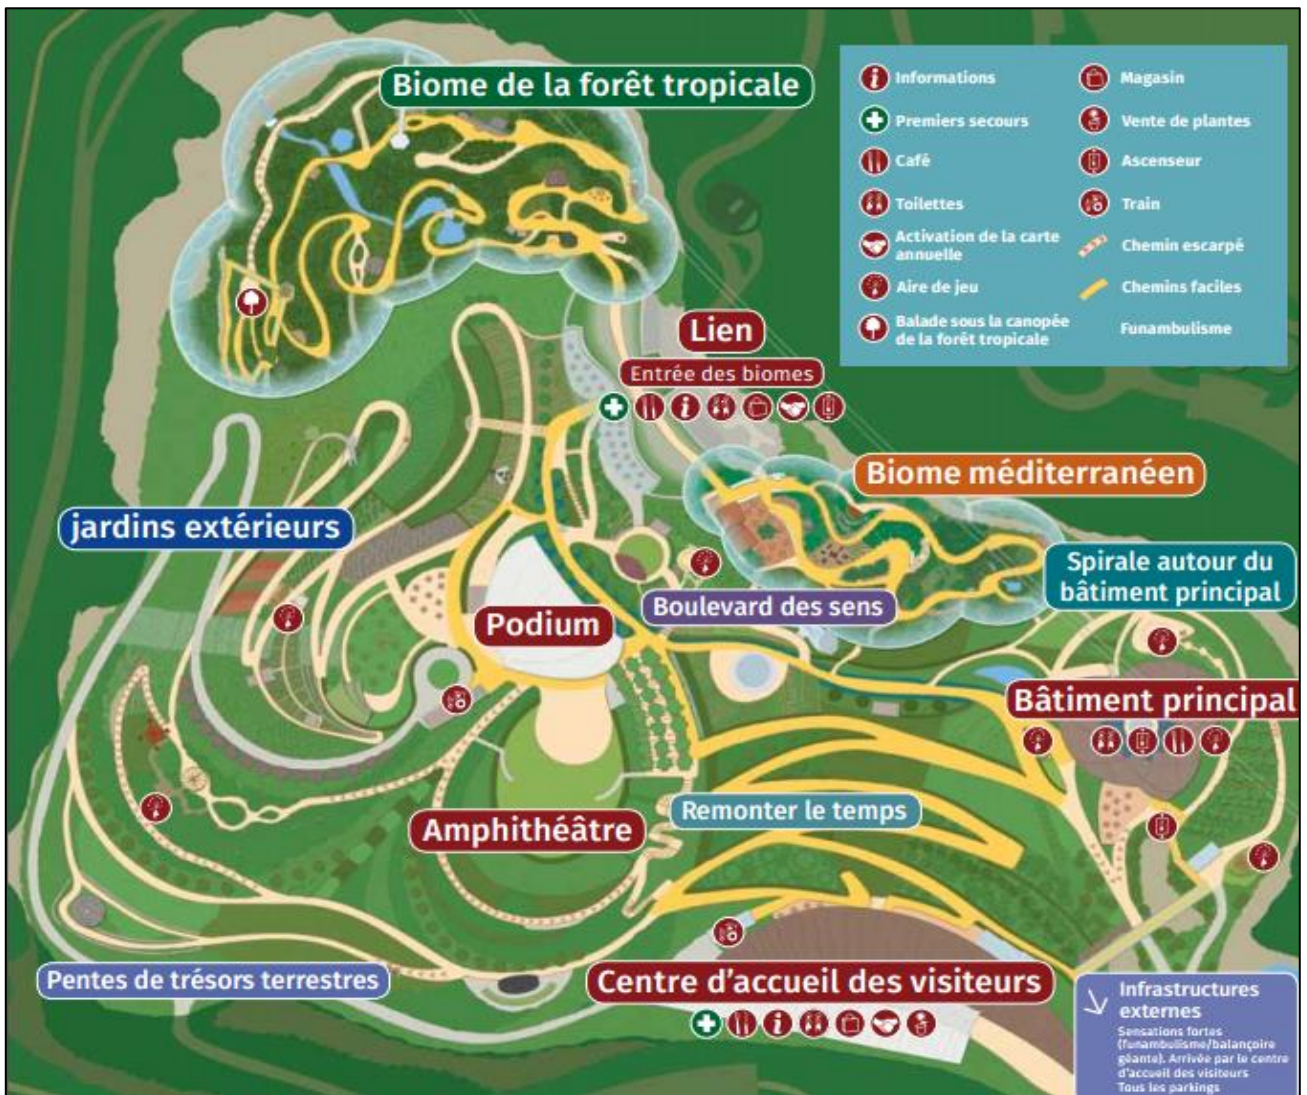 Biome de la forêt tropicale
Informations
Premiers secours
Café
Toilettes
Activation de la carte
annuelle
Aire de jeu
Balade sous la canopée
de la forêt tropicale
Magasin
Vente de plantes
Ascenseur
Train
Chemin escarpé
Chemins faciles
Funambulisme
Lien
Entrée des biomes
Biome méditerranéen
jardins extérieurs
Spirale autour du
bâtiment principal
Boulevard des sens
Podium
Bâtiment principal
Remonter le temps
Amphithéâtre
Pentes de trésors terrestres
Centre d'accueil des visiteurs
Infrastructures
externes
Sensations fortes
(funambulisme/balançoire
géante). Arrivée par le centre
d'accueil des visiteurs
Tous les parkings